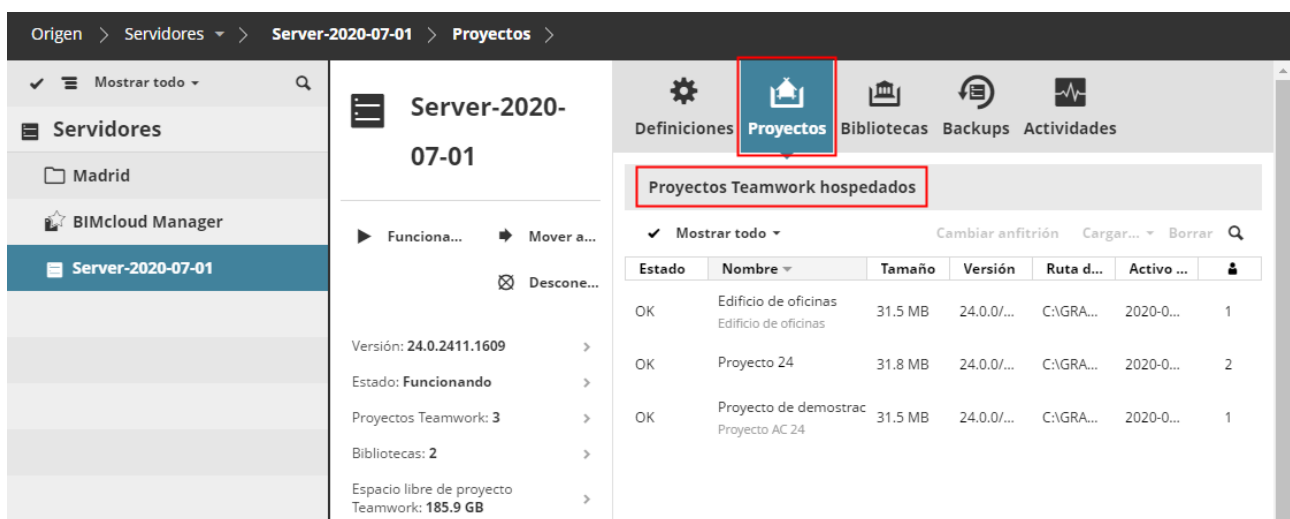 Origen > Servidores > Server-2020-07-01 > Proyectos >
Mostrar todo
Servidores
Madrid
BIMcloud Manager
Server-2020-07-01
Server-2020-
07-01
Funciona... Mover a...
Descone...
Versión: 24.0.2411.1609
Estado: Funcionando
Proyectos Teamwork: 3
Bibliotecas: 2
Espacio libre de proyecto
Teamwork: 185.9 GB
Definiciones Proyectos Bibliotecas Backups Actividades
Proyectos Teamwork hospedados
Mostrar todo Cambiar anfitrión Cargar... Borrar
Estado Nombre Tamaño Versión Ruta d... Activo ...
OK Edificio de oficinas 31.5 MB 24.0.0/... C:\GRA... 2020-0... 1
Edificio de oficinas
OK Proyecto 24 31.8 MB 24.0.0/... C:\GRA... 2020-0... 2
OK Proyecto de demostrac 31.5 MB 24.0.0/... C:\GRA... 2020-0... 1
Proyecto AC 24